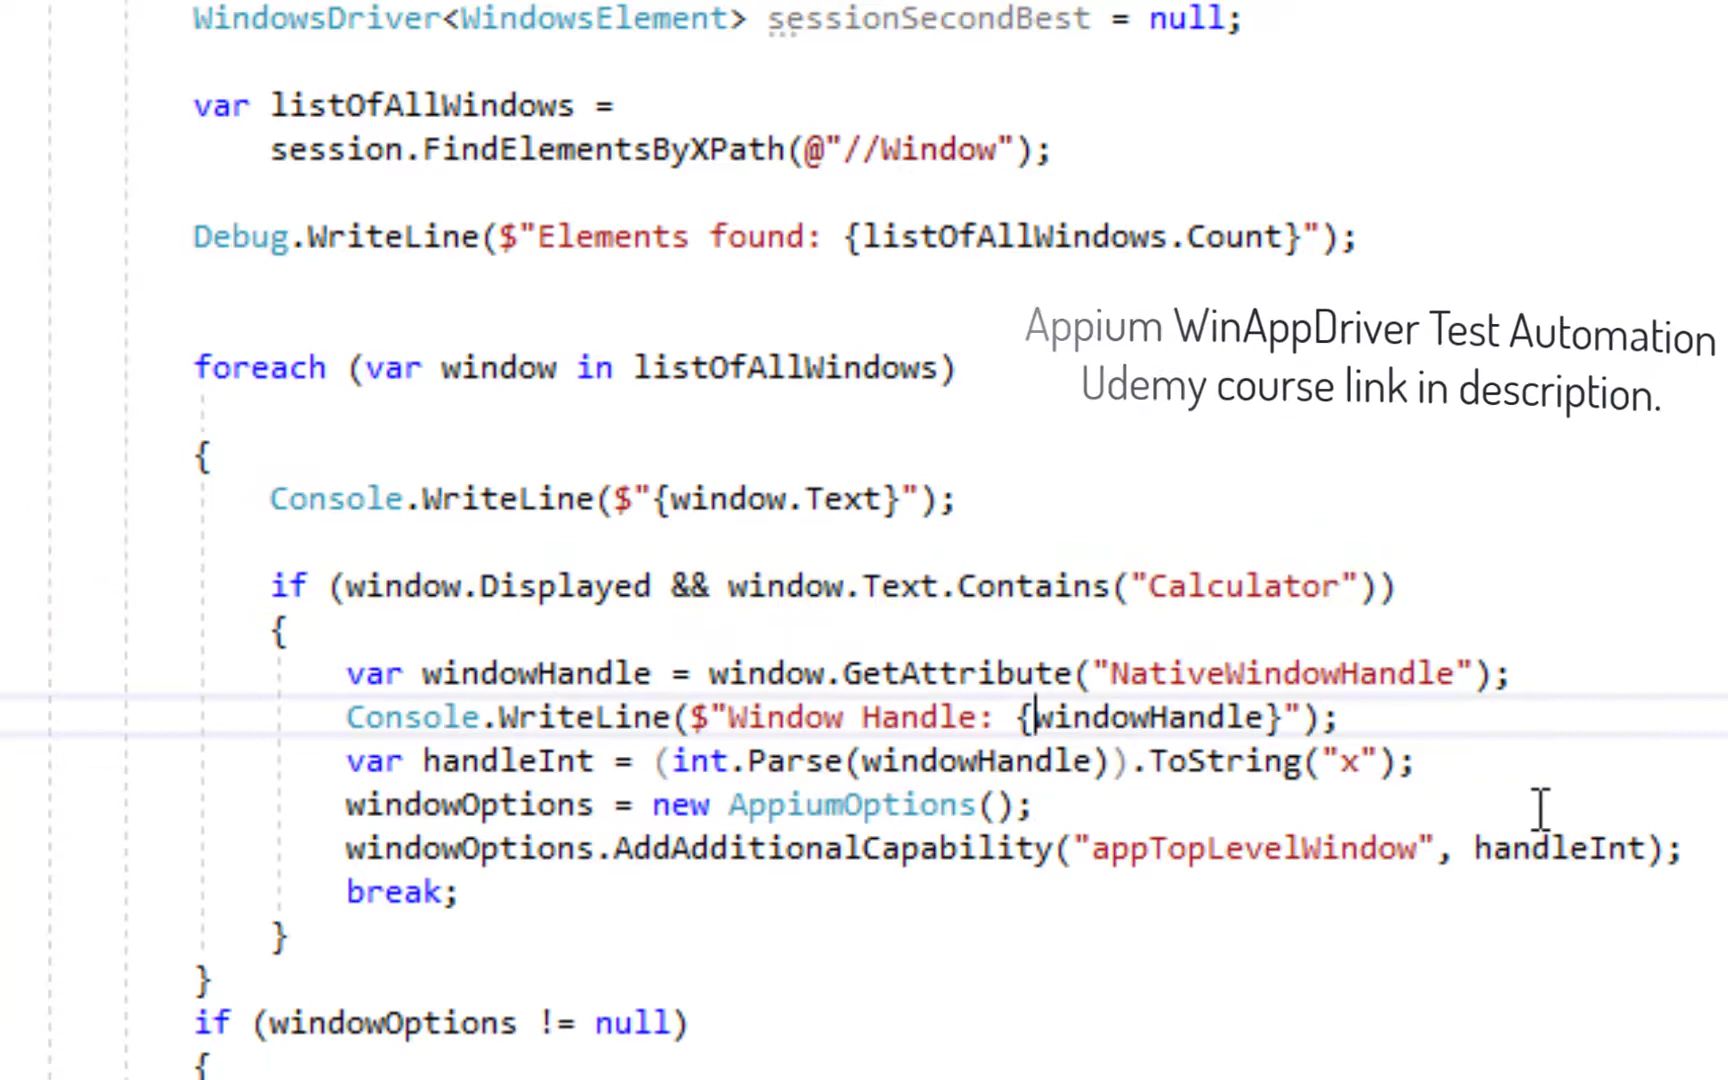 WindowsDriver<WindowsElement> sessionSecondBest = null;
var listOfAllWindows =
session.FindElementsByXPath(@"//Window");
Debug.WriteLine($"Elements found: {listOfAllWindows.Count}");
Appium WinAppDriver Test Automation
Udemy course link in description.
foreach (var window in listOfAllWindows)
{
Console.WriteLine($"{window.Text}");
if (window.Displayed && window.Text.Contains("Calculator"))
{
var windowHandle = window.GetAttribute("NativeWindowHandle");
Console.WriteLine($"Window Handle: {windowHandle}");
var handleInt = (int.Parse(windowHandle)).ToString("x");
windowOptions = new AppiumOptions();
windowOptions.AddAdditionalCapability("appTopLevelWindow", handleInt);
break;
}
}
if (windowOptions != null)
{